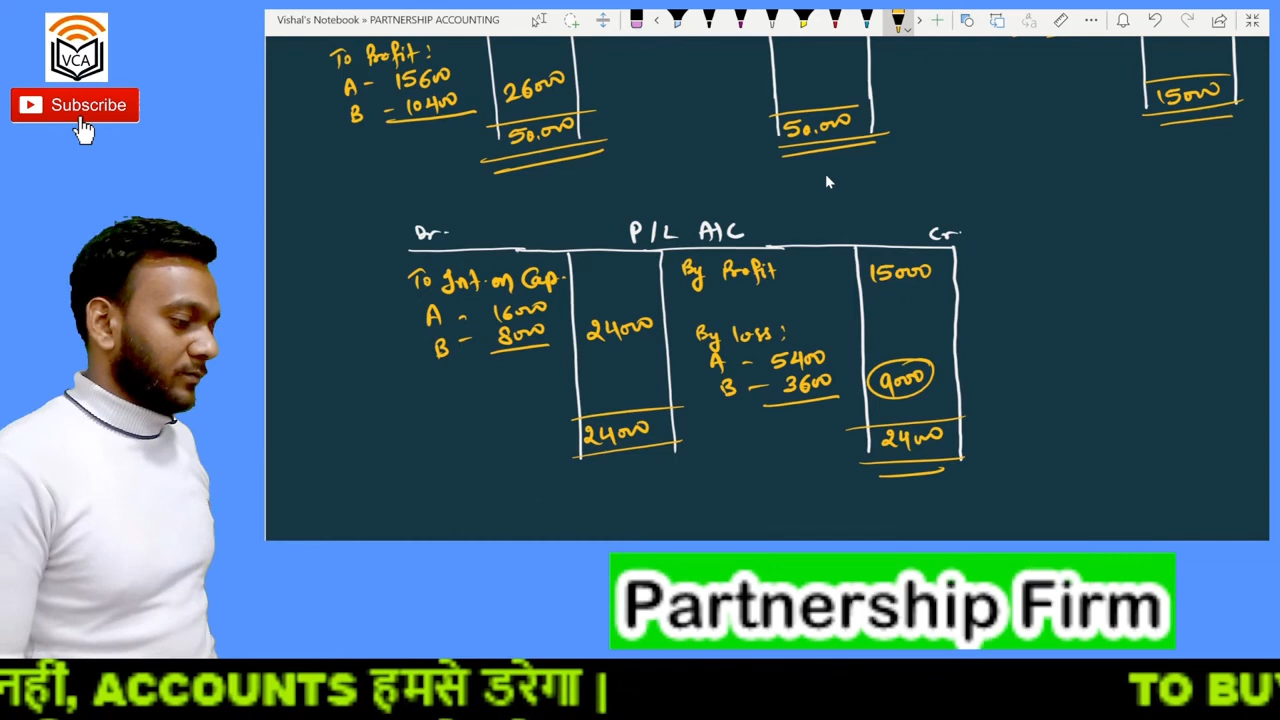 Vishal's Notebook » PARTNERSHIP ACCOUNTING
VCA
Subscribe
To Profit:
A - 15600
B - 10400
26000
50,000
50,000
15000
Dr.
P/L A/C
Cr.
To Int. on Cap.
A - 16000
B - 8000
24000
24000
By Profit
15000
By loss:
A - 5400
B - 3600
9000
24000
Partnership Firm
नहीं, ACCOUNTS हमसे डरेगा |
TO BU